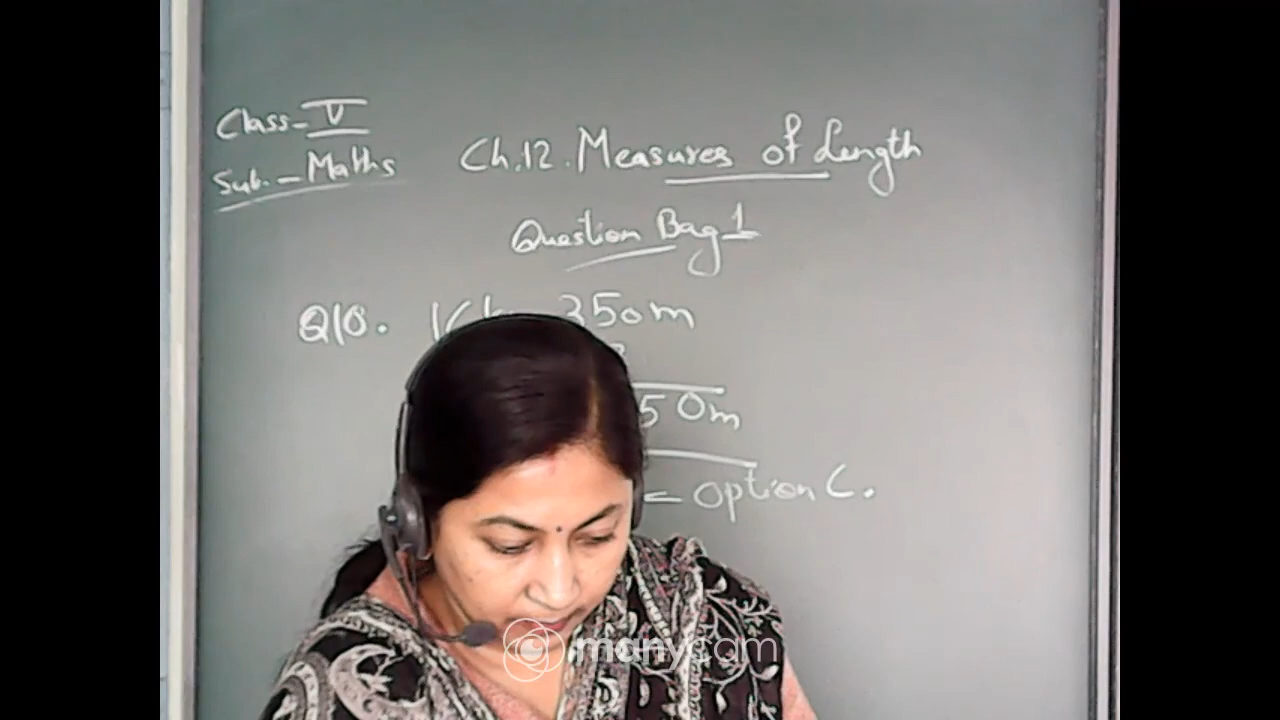 Class-V
Sub.-Maths
Ch.12. Measures of Length
Question Bag 1
Q10. 350m
50m
= Option C.
manycam